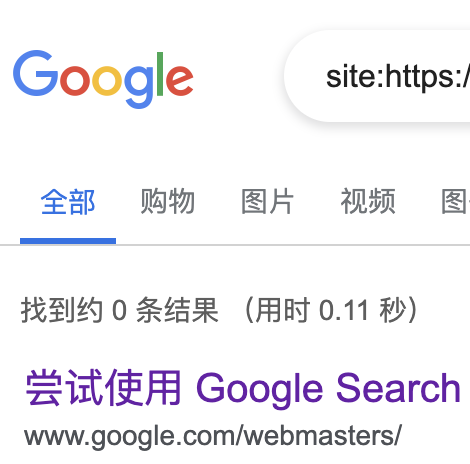 Google
site:https:/
全部 购物 图片 视频 图
找到约 0 条结果 （用时 0.11 秒）
尝试使用 Google Search
www.google.com/webmasters/